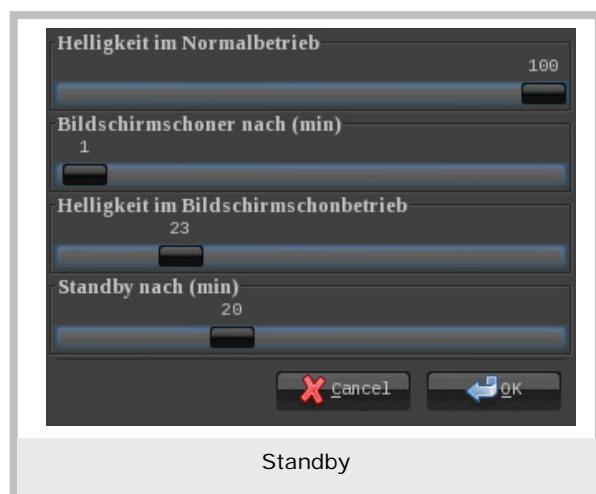 Helligkeit im Normalbetrieb
100
Bildschirmschoner nach (min)
1
Helligkeit im Bildschirmschonbetrieb
23
Standby nach (min)
20
Cancel
OK
Standby